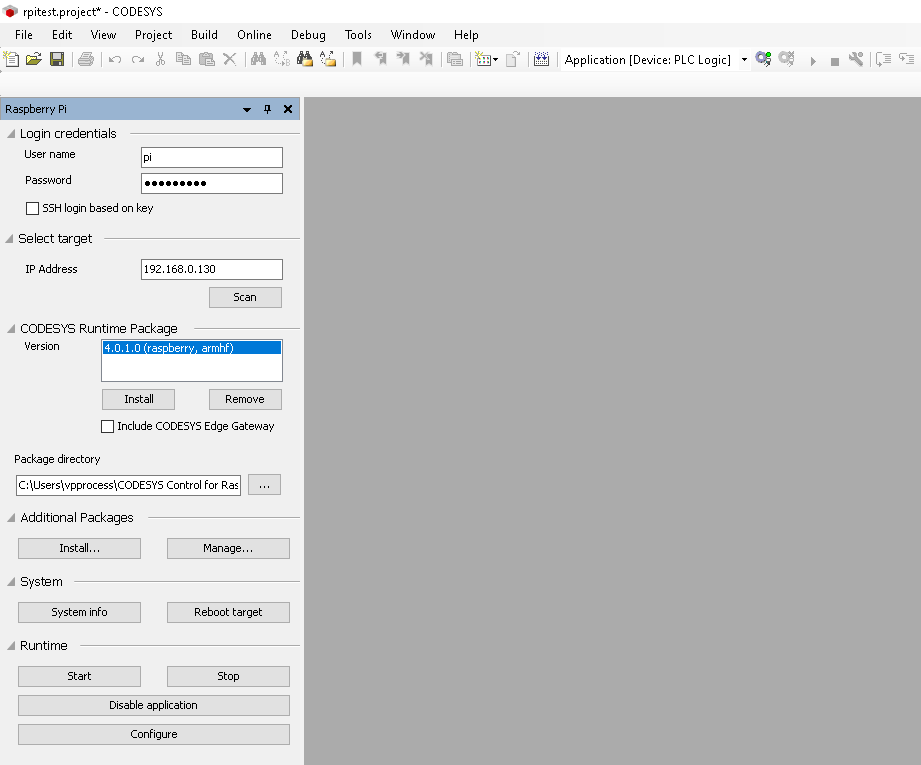 rpitest.project* - CODESYS
File Edit View Project Build Online Debug Tools Window Help
Application [Device: PLC Logic]
Raspberry Pi
Login credentials
User name
pi
Password
SSH login based on key
Select target
IP Address
192.168.0.130
Scan
CODESYS Runtime Package
Version
4.0.1.0 (raspberry, armhf)
Install Remove
Include CODESYS Edge Gateway
Package directory
C:\Users\vpprocess\CODESYS Control for Ras ...
Additional Packages
Install... Manage...
System
System info Reboot target
Runtime
Start Stop
Disable application
Configure